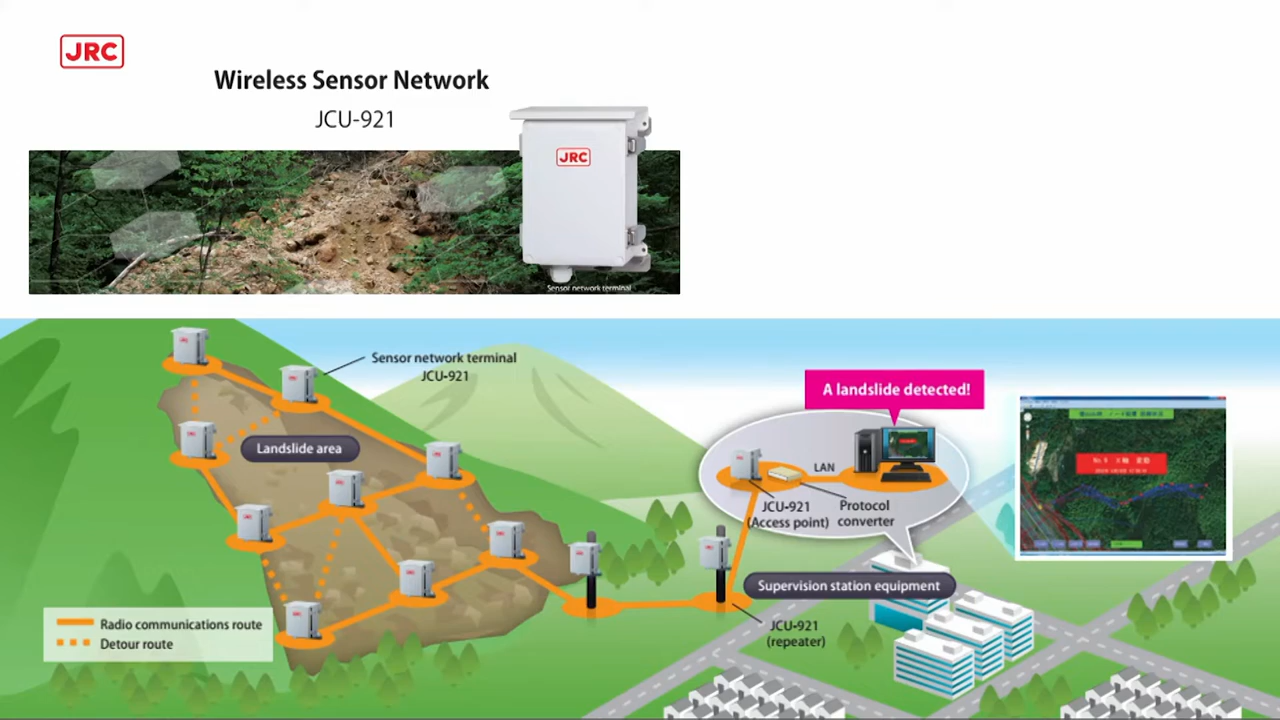 JRC
Wireless Sensor Network
JCU-921
JRC
Sensor network terminal
Sensor network terminal
JCU-921
A landslide detected!
Landslide area
LAN
JCU-921
(Access point)
Protocol
converter
Supervision station equipment
Radio communications route
Detour route
JCU-921
(repeater)